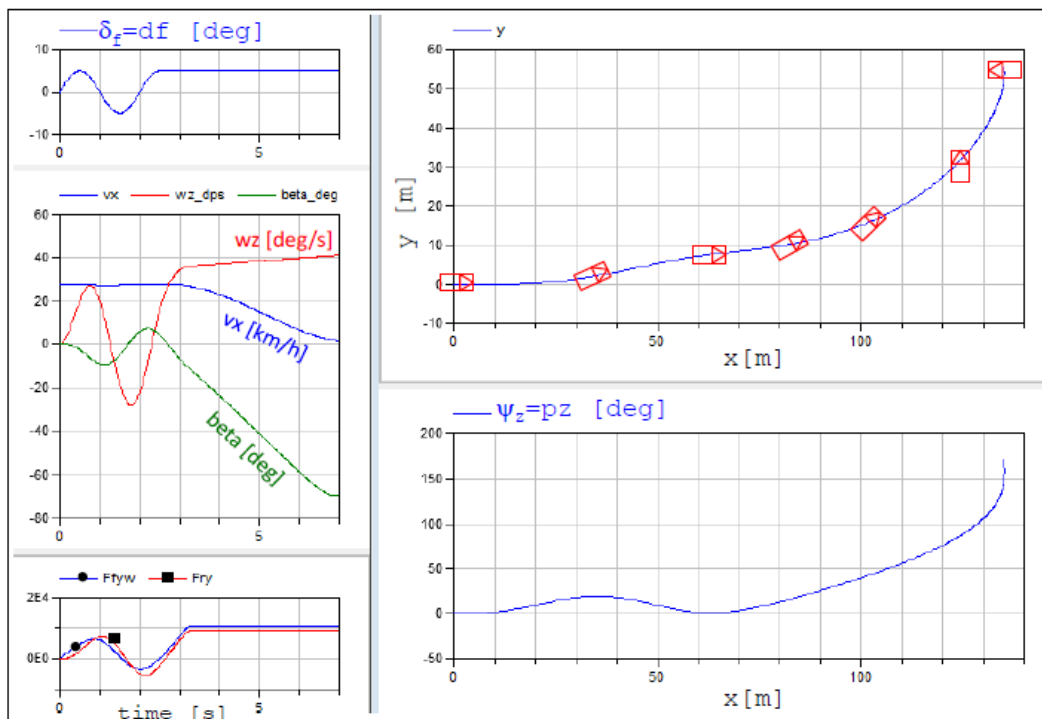 δf=df [deg]
10
0
-10
0
5
vx wz_dps beta_deg
60
40
20
0
-20
-40
-60
-80
wz [deg/s]
vx [km/h]
beta [deg]
0
5
Ffyw Fry
2E4
0E0
0
5
time [s]
y
60
50
40
30
20
10
0
-10
y [m]
0
50
100
x[m]
ψz=pz [deg]
200
150
100
50
0
-50
0
50
100
x[m]